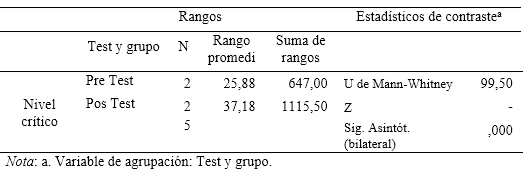 Rangos Estadísticos de contrasteᵃ
Test y grupo N Rango promedi Suma de rangos
Nivel crítico
Pre Test 2 25,88 647,00 U de Mann-Whitney 99,50
Pos Test 2 37,18 1115,50 Z -
5 Sig. Asintót. (bilateral) ,000
Nota: a. Variable de agrupación: Test y grupo.